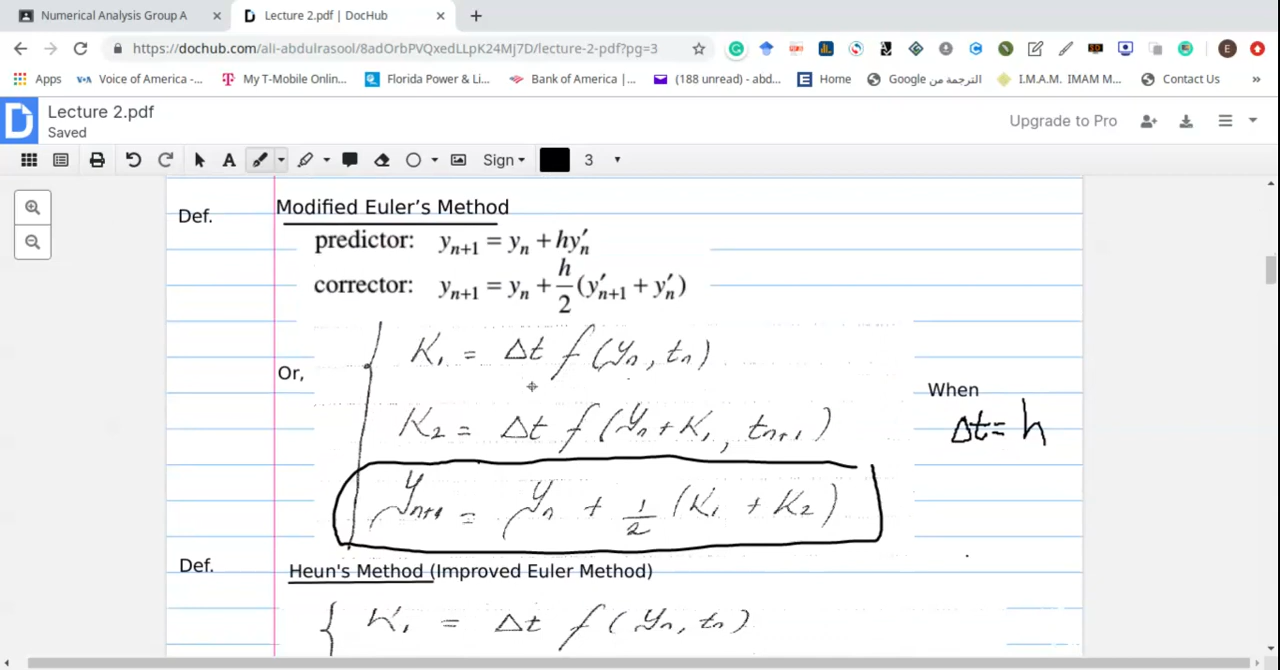 Numerical Analysis Group A
Lecture 2.pdf | DocHub
https://dochub.com/ali-abdulrasool/8adOrbPVQxedLLpK24Mj7D/lecture-2-pdf?pg=3
Apps Voice of America -... My T-Mobile Onlin... Florida Power & Li... Bank of America |... (188 unread) - abd... Home Google الترجمة من I.M.A.M. IMAM M... Contact Us »
Lecture 2.pdf
Saved
Upgrade to Pro
A Sign 3
Def. Modified Euler's Method
predictor: yₙ₊₁ = yₙ + hy′ₙ
corrector: yₙ₊₁ = yₙ + h/2 (y′ₙ₊₁ + y′ₙ)
K₁ = Δt f(yₙ, tₙ)
Or,
When
K₂ = Δt f(yₙ + K₁, tₙ₊₁)
Δt = h
yₙ₊₁ = yₙ + 1/2 (K₁ + K₂)
Def. Heun's Method (Improved Euler Method)
{ K₁ = Δt f(yₙ, tₙ)